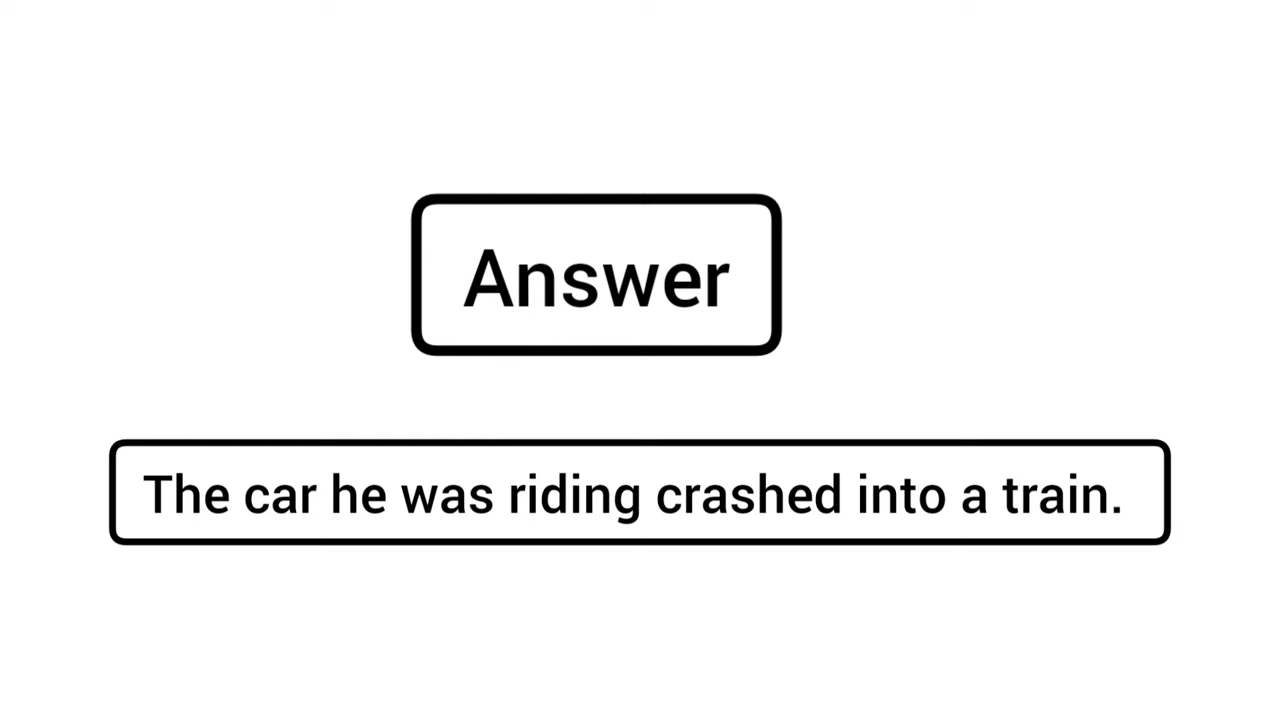 Answer
The car he was riding crashed into a train.